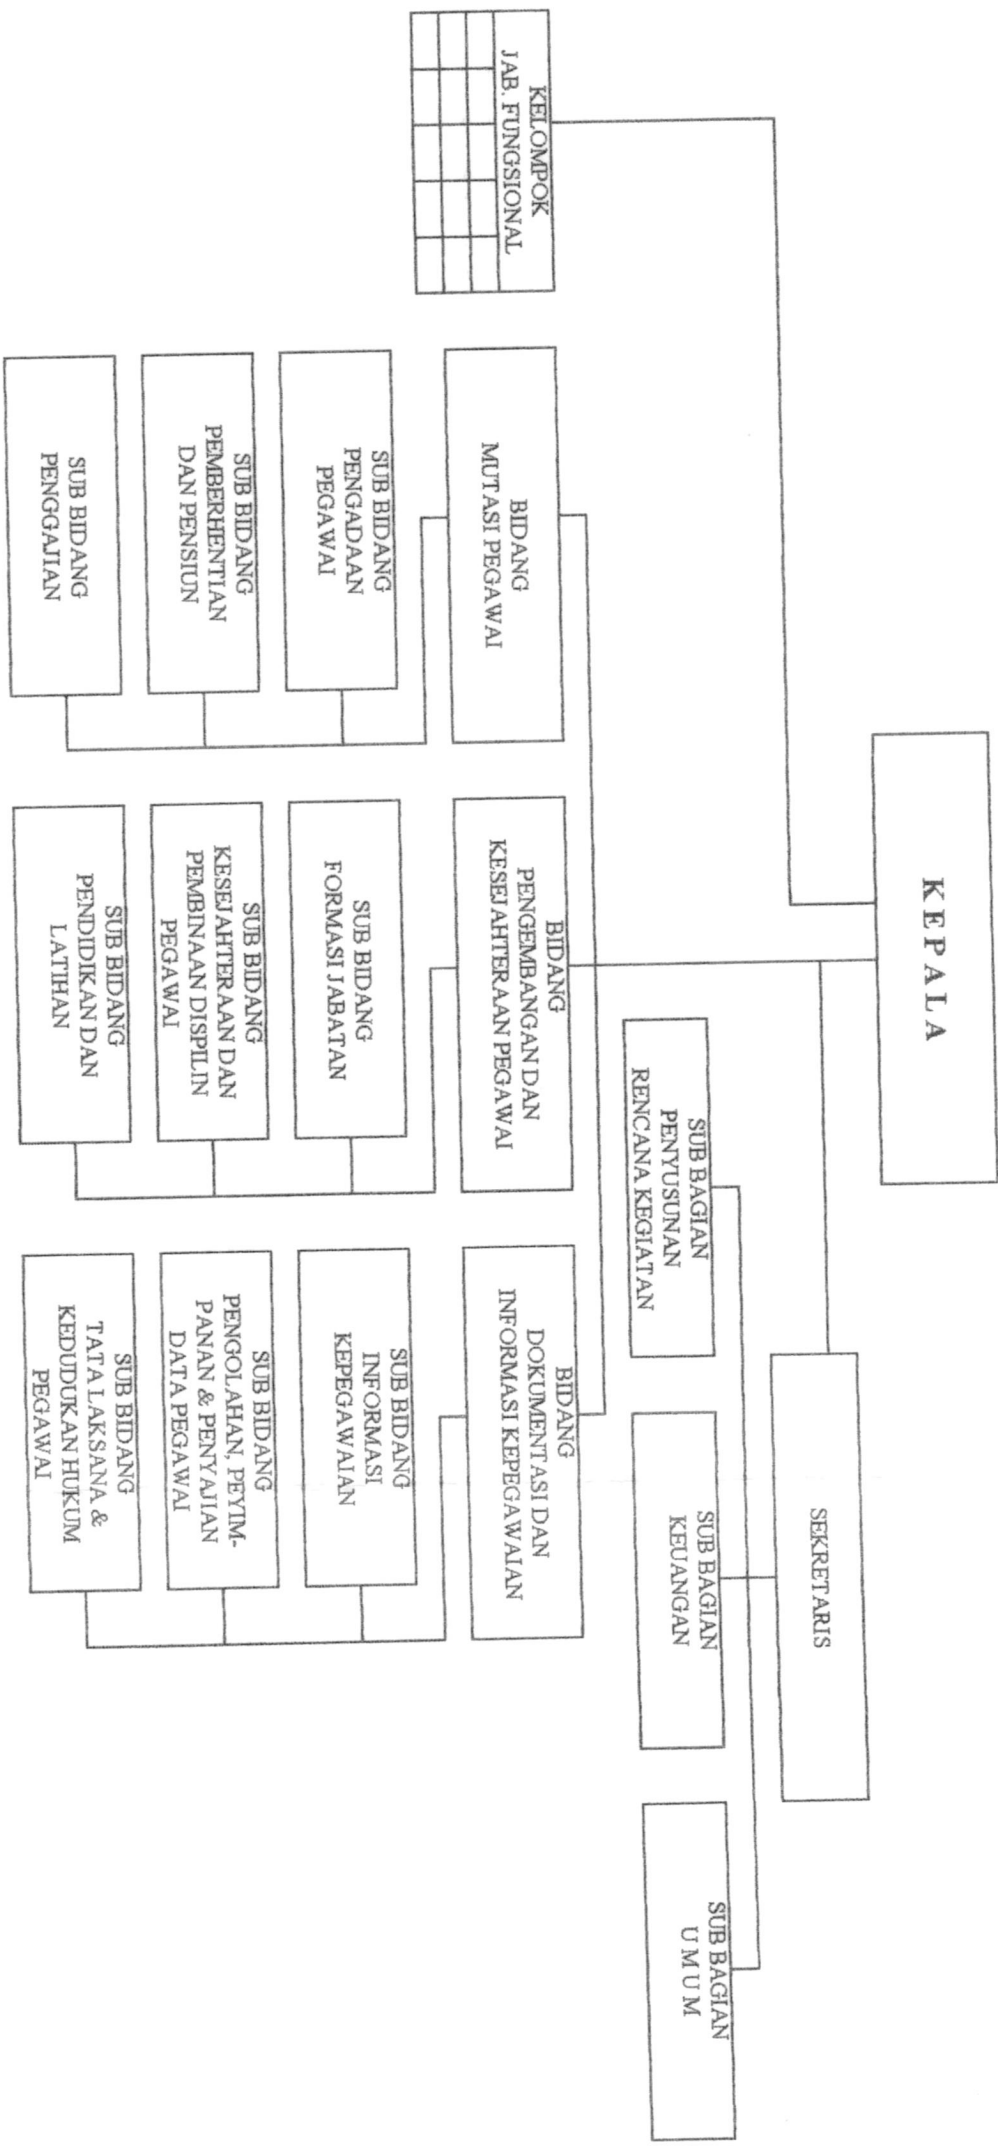 K E P A L A
SEKRETARIS
SUB BAGIAN
PENYUSUNAN
RENCANA KEGIATAN
SUB BAGIAN
KEUANGAN
SUB BAGIAN
U M U M
KELOMPOK
JAB. FUNGSIONAL
BIDANG
MUTASI PEGAWAI
BIDANG
PENGEMBANGAN DAN
KESEJAHTERAAN PEGAWAI
BIDANG
DOKUMENTASI DAN
INFORMASI KEPEGAWAIAN
SUB BIDANG
PENGADAAN
PEGAWAI
SUB BIDANG
FORMASI JABATAN
SUB BIDANG
INFORMASI
KEPEGAWAIAN
SUB BIDANG
PEMBERHENTIAN
DAN PENSIUN
SUB BIDANG
KESEJAHTERAAN DAN
PEMBINAAN DISPILIN
PEGAWAI
SUB BIDANG
PENGOLAHAN, PEYIM-
PANAN & PENYAJIAN
DATA PEGAWAI
SUB BIDANG
PENGGAJIAN
SUB BIDANG
PENDIDIKAN DAN
LATIHAN
SUB BIDANG
TATA LAKSANA &
KEDUDUKAN HUKUM
PEGAWAI